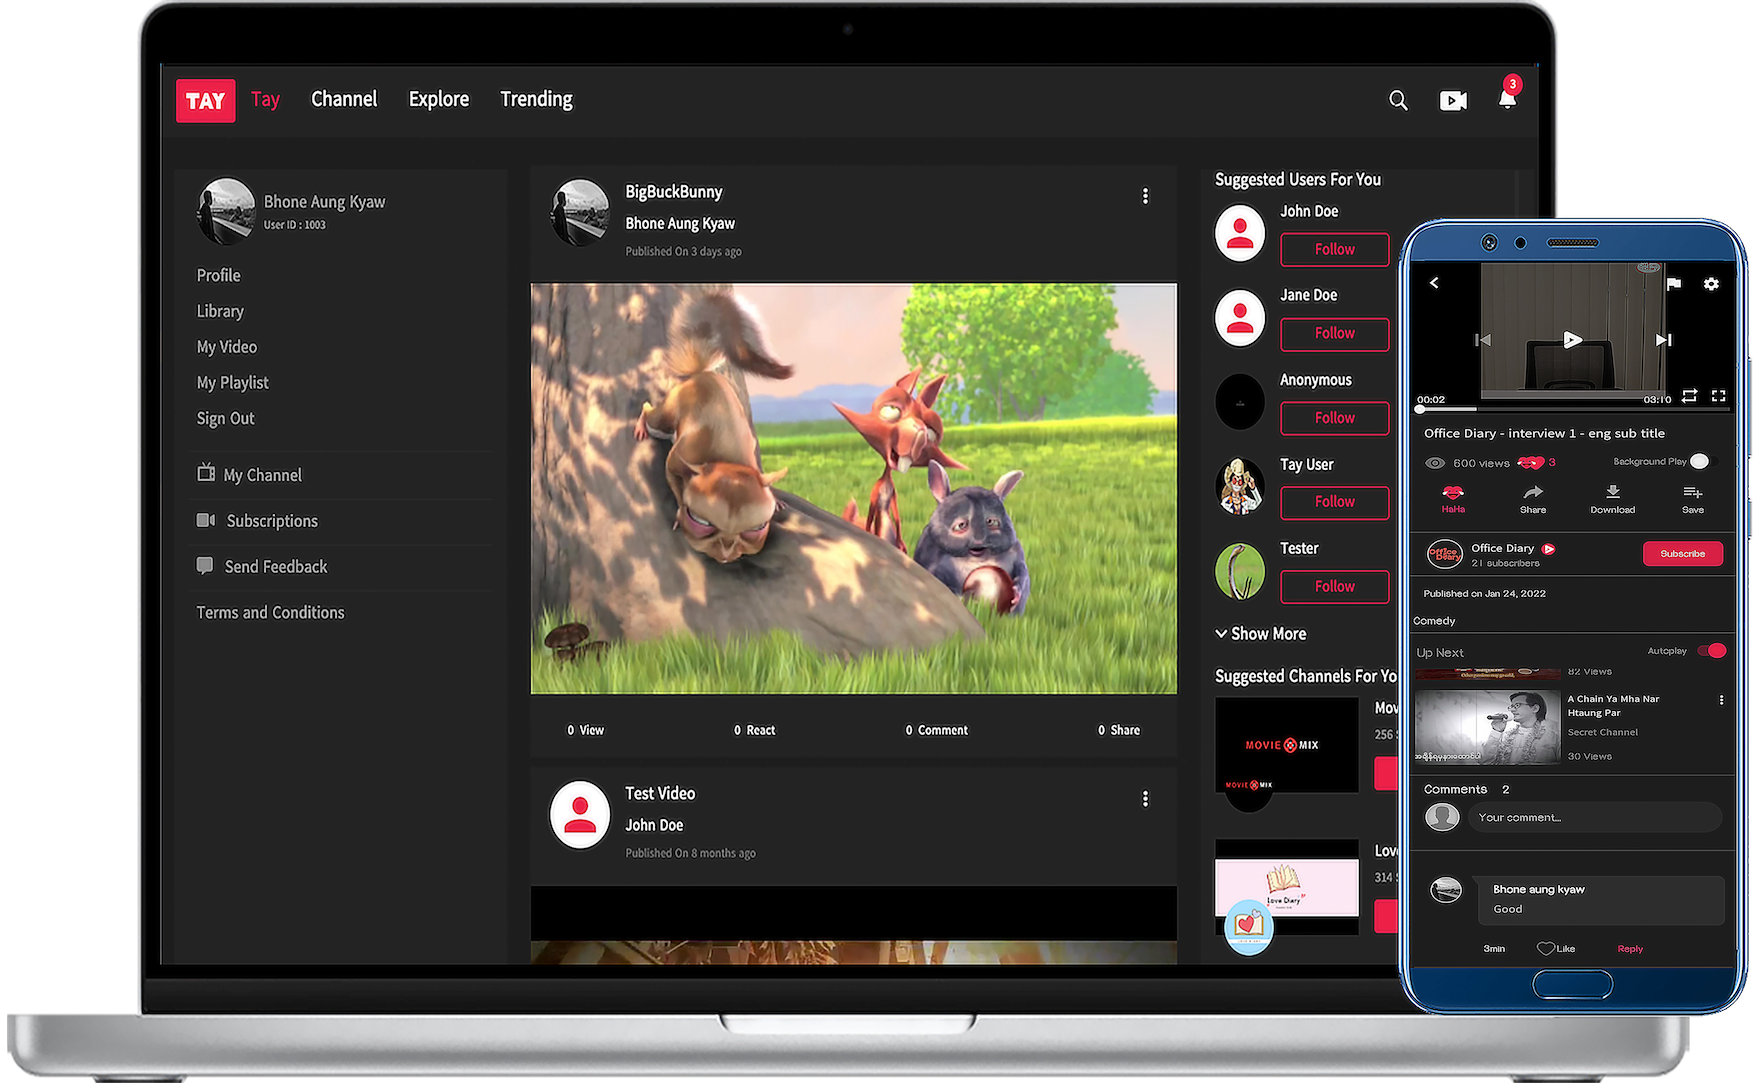 TAY
Tay
Channel
Explore
Trending
3
Bhone Aung Kyaw
User ID : 1003
Profile
Library
My Video
My Playlist
Sign Out
My Channel
Subscriptions
Send Feedback
Terms and Conditions
BigBuckBunny
Bhone Aung Kyaw
Published On 3 days ago
0 View
0 React
0 Comment
0 Share
Test Video
John Doe
Published On 8 months ago
Suggested Users For You
John Doe
Follow
Jane Doe
Follow
Anonymous
Follow
Tay User
Follow
Tester
Follow
Show More
Suggested Channels For Yo
Mov
256
MOVIE MIX
MOVIE MIX
Love
314
Love Diary
00:02
03:10
Office Diary - interview 1 - eng sub title
600 views
3
Background Play
HaHa
Share
Download
Save
Office Diary
Office Diary
21 subscribers
Subscribe
Published on Jan 24, 2022
Comedy
Up Next
Autoplay
82 Views
A Chain Ya Mha Nar
Htaung Par
Secret Channel
30 Views
Comments 2
Your comment...
Bhone aung kyaw
Good
3min
Like
Reply